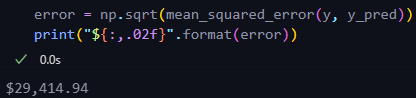 error = np.sqrt(mean_squared_error(y, y_pred))
print("${:,.02f}".format(error))
0.0s
$29,414.94